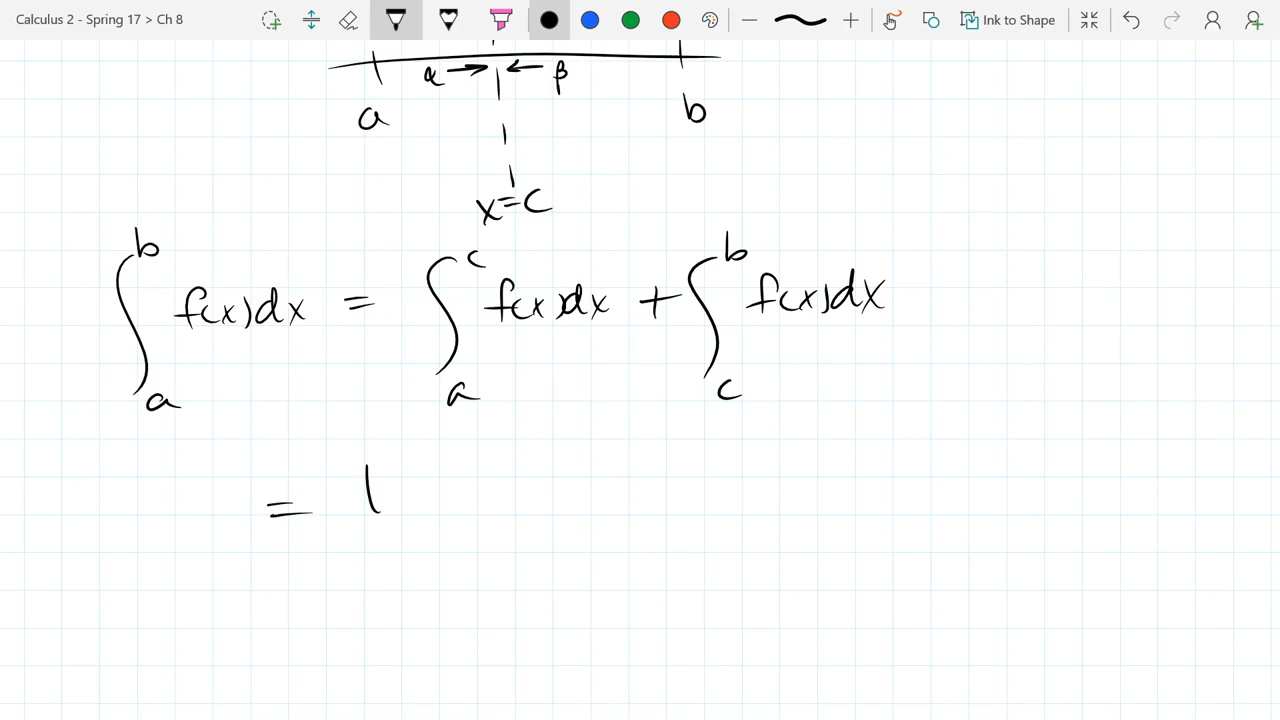 Calculus 2 - Spring 17 > Ch 8
Ink to Shape
α → ← β
a b
x=c
∫_a^b f(x)dx = ∫_a^c f(x)dx + ∫_c^b f(x)dx
= l